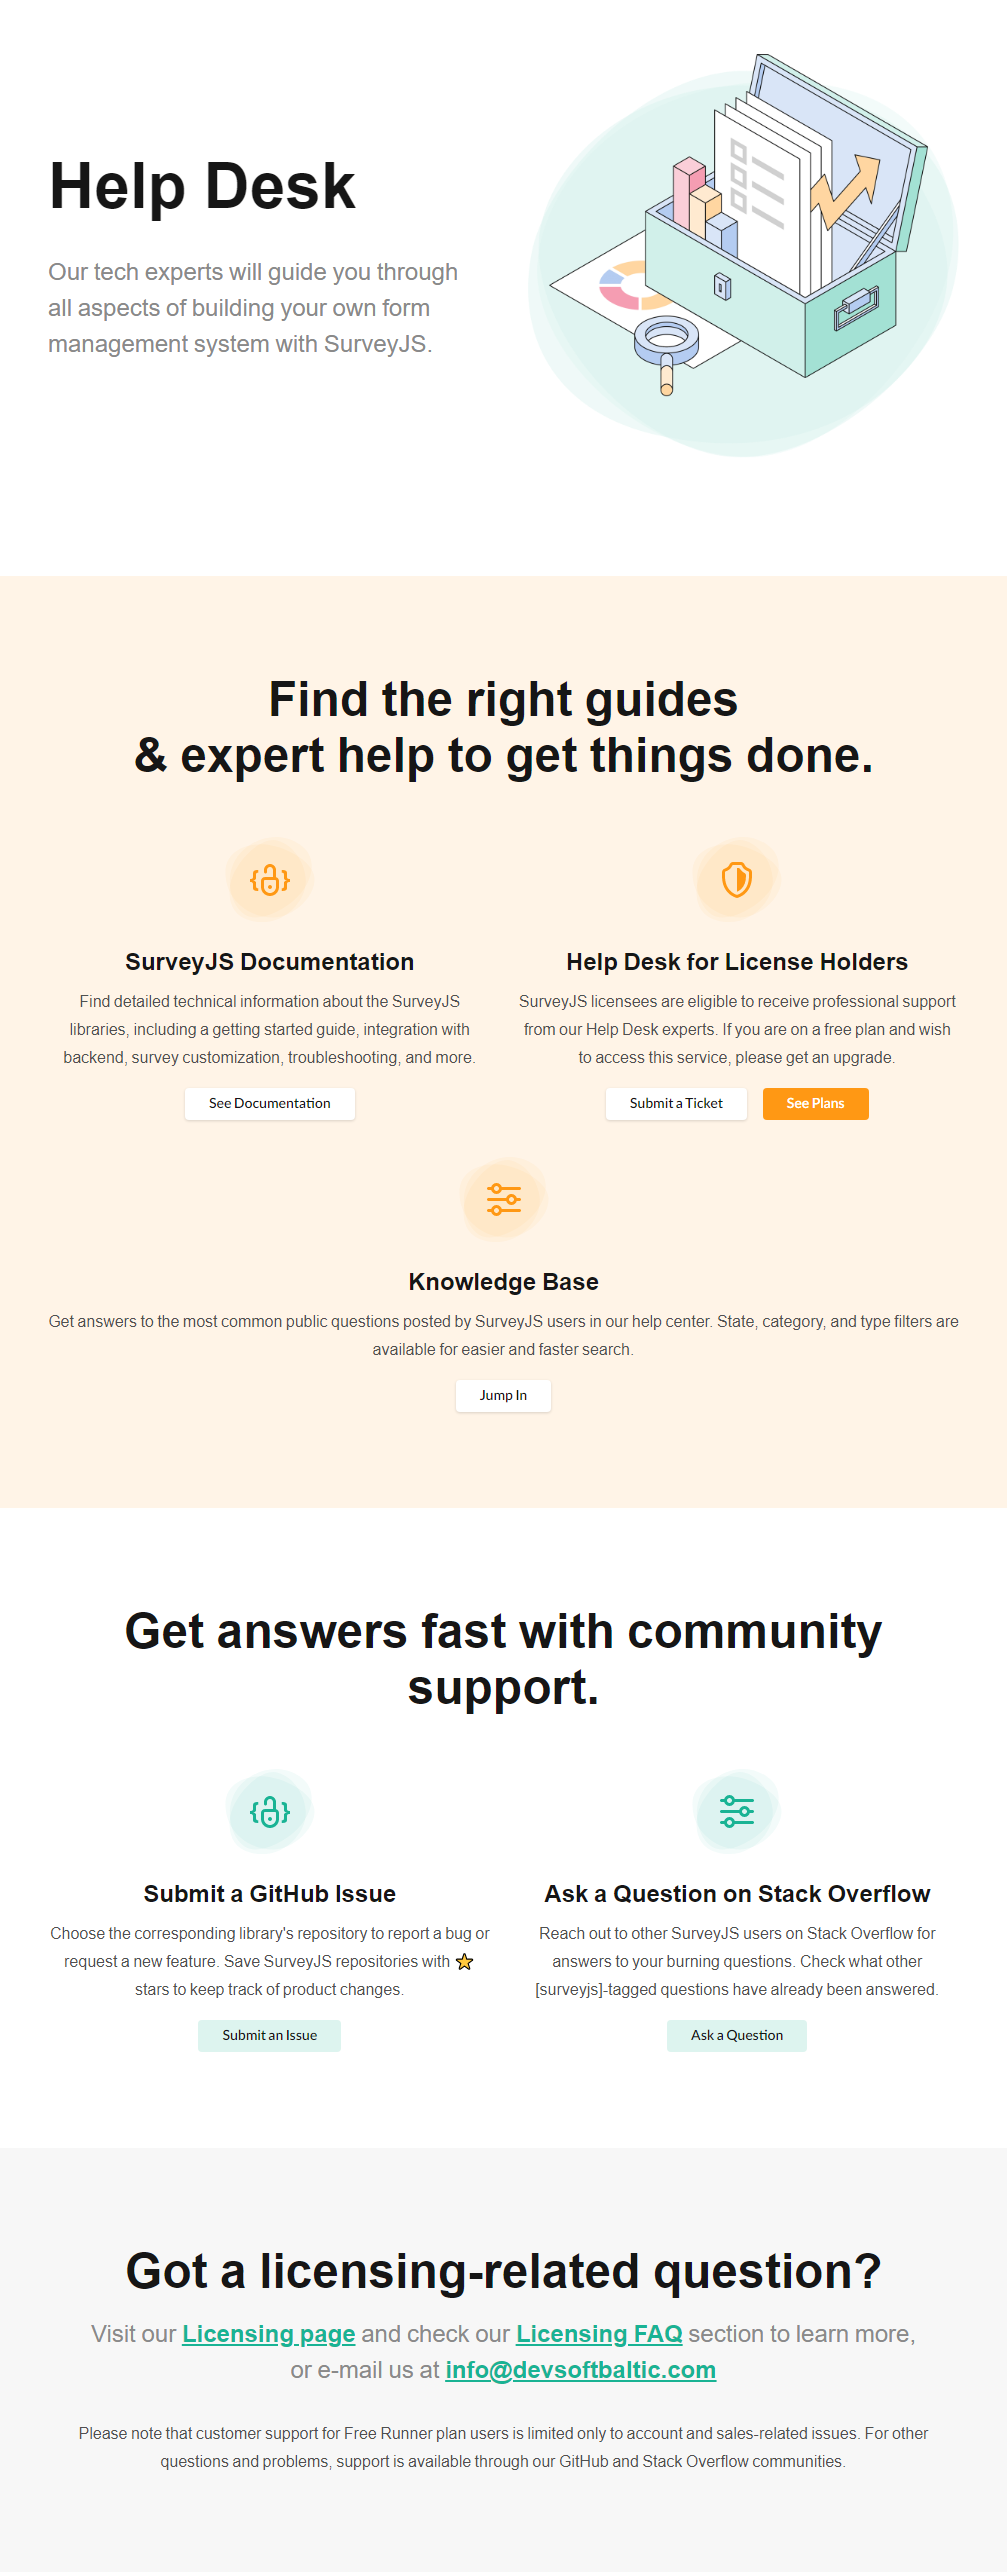 Help Desk
Our tech experts will guide you through
all aspects of building your own form
management system with SurveyJS.
Find the right guides
& expert help to get things done.
SurveyJS Documentation
Find detailed technical information about the SurveyJS
libraries, including a getting started guide, integration with
backend, survey customization, troubleshooting, and more.
See Documentation
Help Desk for License Holders
SurveyJS licensees are eligible to receive professional support
from our Help Desk experts. If you are on a free plan and wish
to access this service, please get an upgrade.
Submit a Ticket
See Plans
Knowledge Base
Get answers to the most common public questions posted by SurveyJS users in our help center. State, category, and type filters are
available for easier and faster search.
Jump In
Get answers fast with community
support.
Submit a GitHub Issue
Choose the corresponding library's repository to report a bug or
request a new feature. Save SurveyJS repositories with ⭐
stars to keep track of product changes.
Submit an Issue
Ask a Question on Stack Overflow
Reach out to other SurveyJS users on Stack Overflow for
answers to your burning questions. Check what other
[surveyjs]-tagged questions have already been answered.
Ask a Question
Got a licensing-related question?
Visit our Licensing page and check our Licensing FAQ section to learn more,
or e-mail us at info@devsoftbaltic.com
Please note that customer support for Free Runner plan users is limited only to account and sales-related issues. For other
questions and problems, support is available through our GitHub and Stack Overflow communities.